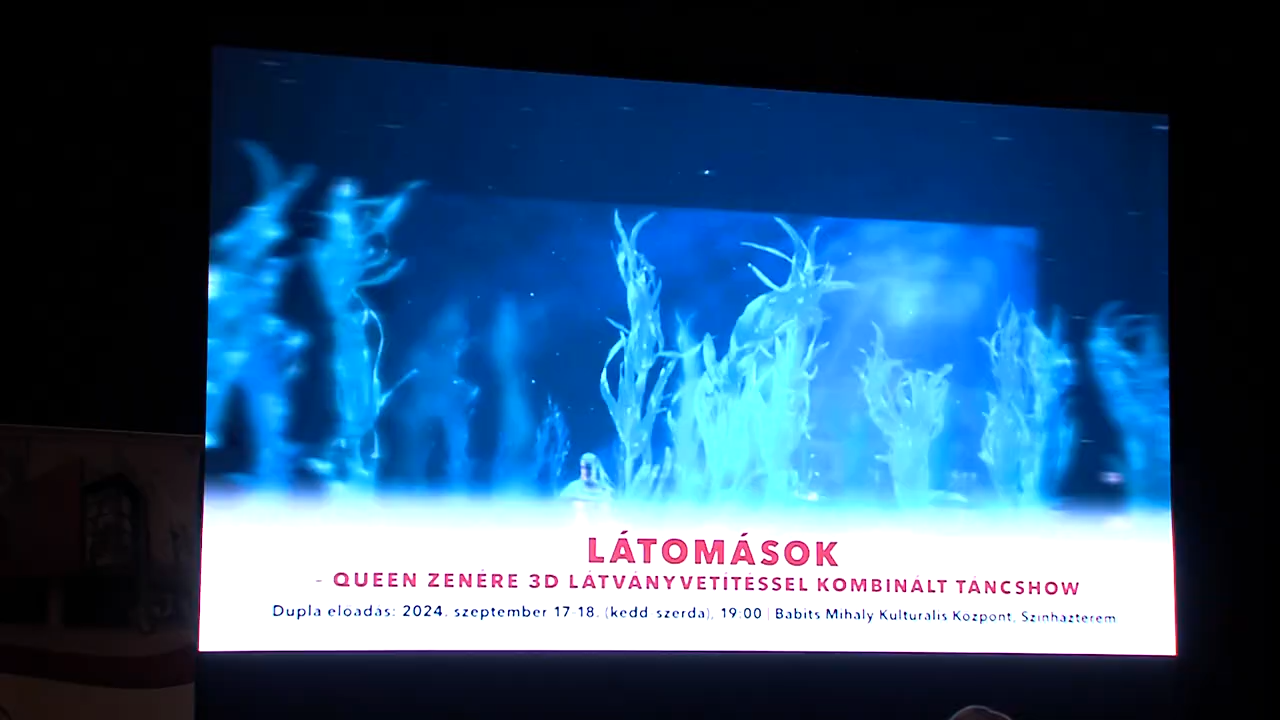 LÁTOMÁSOK
- QUEEN ZENÉRE 3D LÁTVÁNYVETÍTÉSSEL KOMBINÁLT TÁNCSHOW
Dupla előadás: 2024. szeptember 17-18. (kedd-szerda), 19:00 | Babits Mihály Kulturális Központ, Színházterem